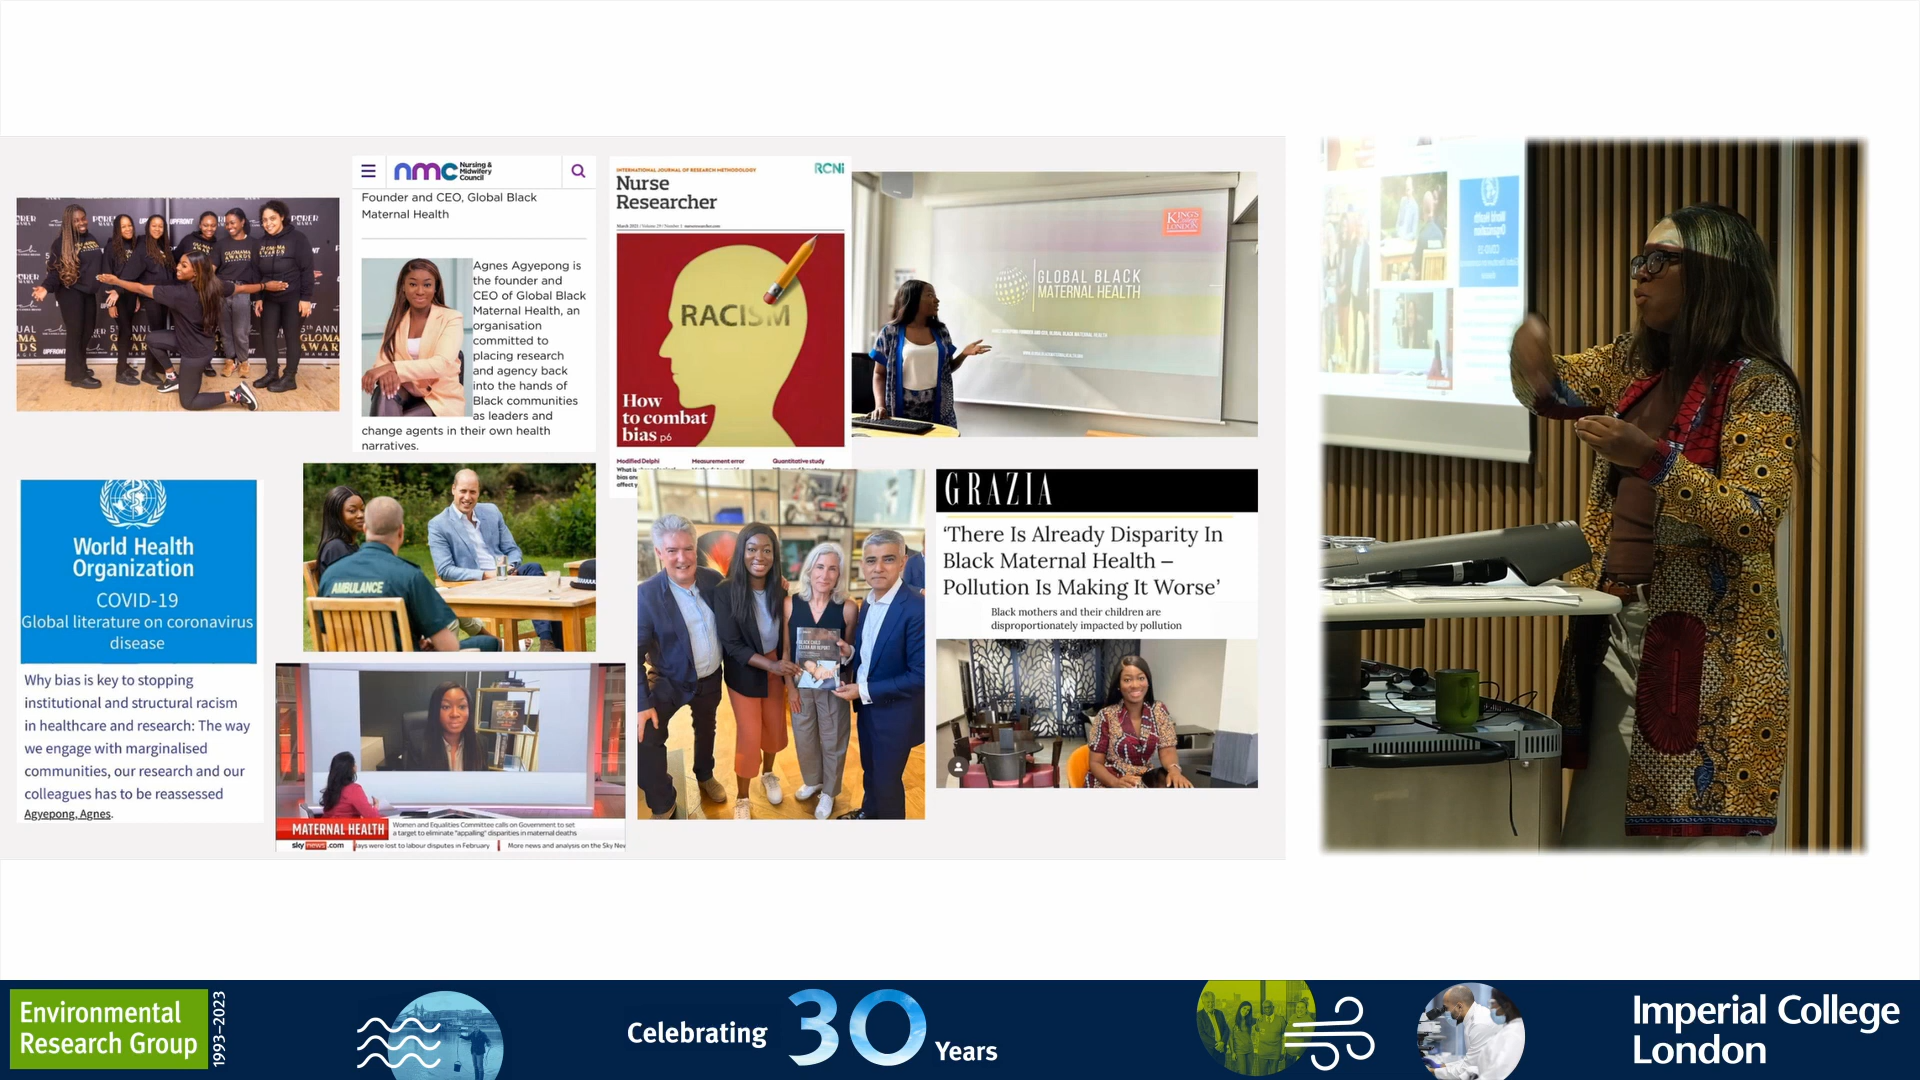 nmc Nursing &
Midwifery
Council
Founder and CEO, Global Black
Maternal Health
Agnes Agyepong is
the founder and
CEO of Global Black
Maternal Health, an
organisation
committed to
placing research
and agency back
into the hands of
Black communities
as leaders and
change agents in their own health
narratives.
INTERNATIONAL JOURNAL OF RESEARCH METHODOLOGY
RCNi
Nurse
Researcher
RACISM
How
to combat
bias p6
Modified Delphi
Measurement error
Quantitative study
KING'S
College
LONDON
GLOBAL BLACK
MATERNAL HEALTH
World Health
Organization
COVID-19
Global literature on coronavirus
disease
Why bias is key to stopping
institutional and structural racism
in healthcare and research: The way
we engage with marginalised
communities, our research and our
colleagues has to be reassessed
Agyepong, Agnes.
AMBULANCE
MATERNAL HEALTH
Women and Equalities Committee calls on Government to set
a target to eliminate "appalling" disparities in maternal deaths
sky news.com
days were lost to labour disputes in February
More news and analysis on the Sky New
GRAZIA
‘There Is Already Disparity In
Black Maternal Health –
Pollution Is Making It Worse’
Black mothers and their children are
disproportionately impacted by pollution
Environmental
Research Group
1993–2023
Celebrating 30 Years
Imperial College
London